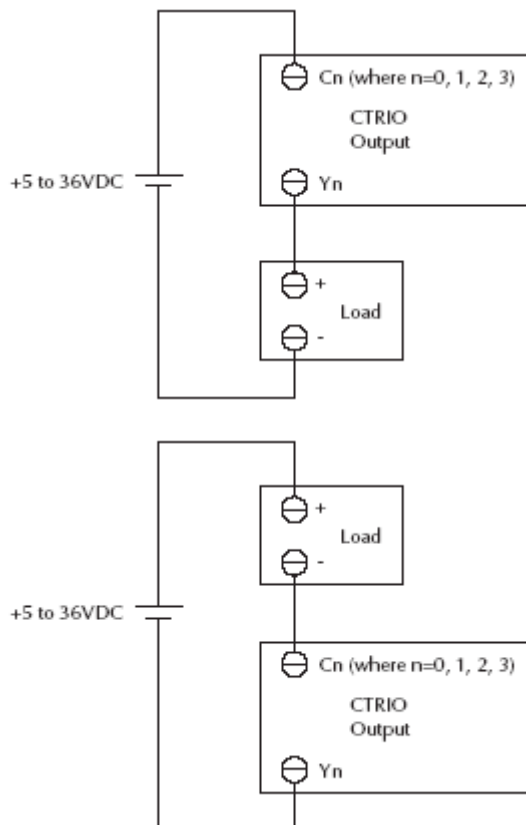 Cn (where n=0, 1, 2, 3)
CTRIO
Output
+5 to 36VDC
Yn
+
Load
-
+
Load
-
+5 to 36VDC
Cn (where n=0, 1, 2, 3)
CTRIO
Output
Yn